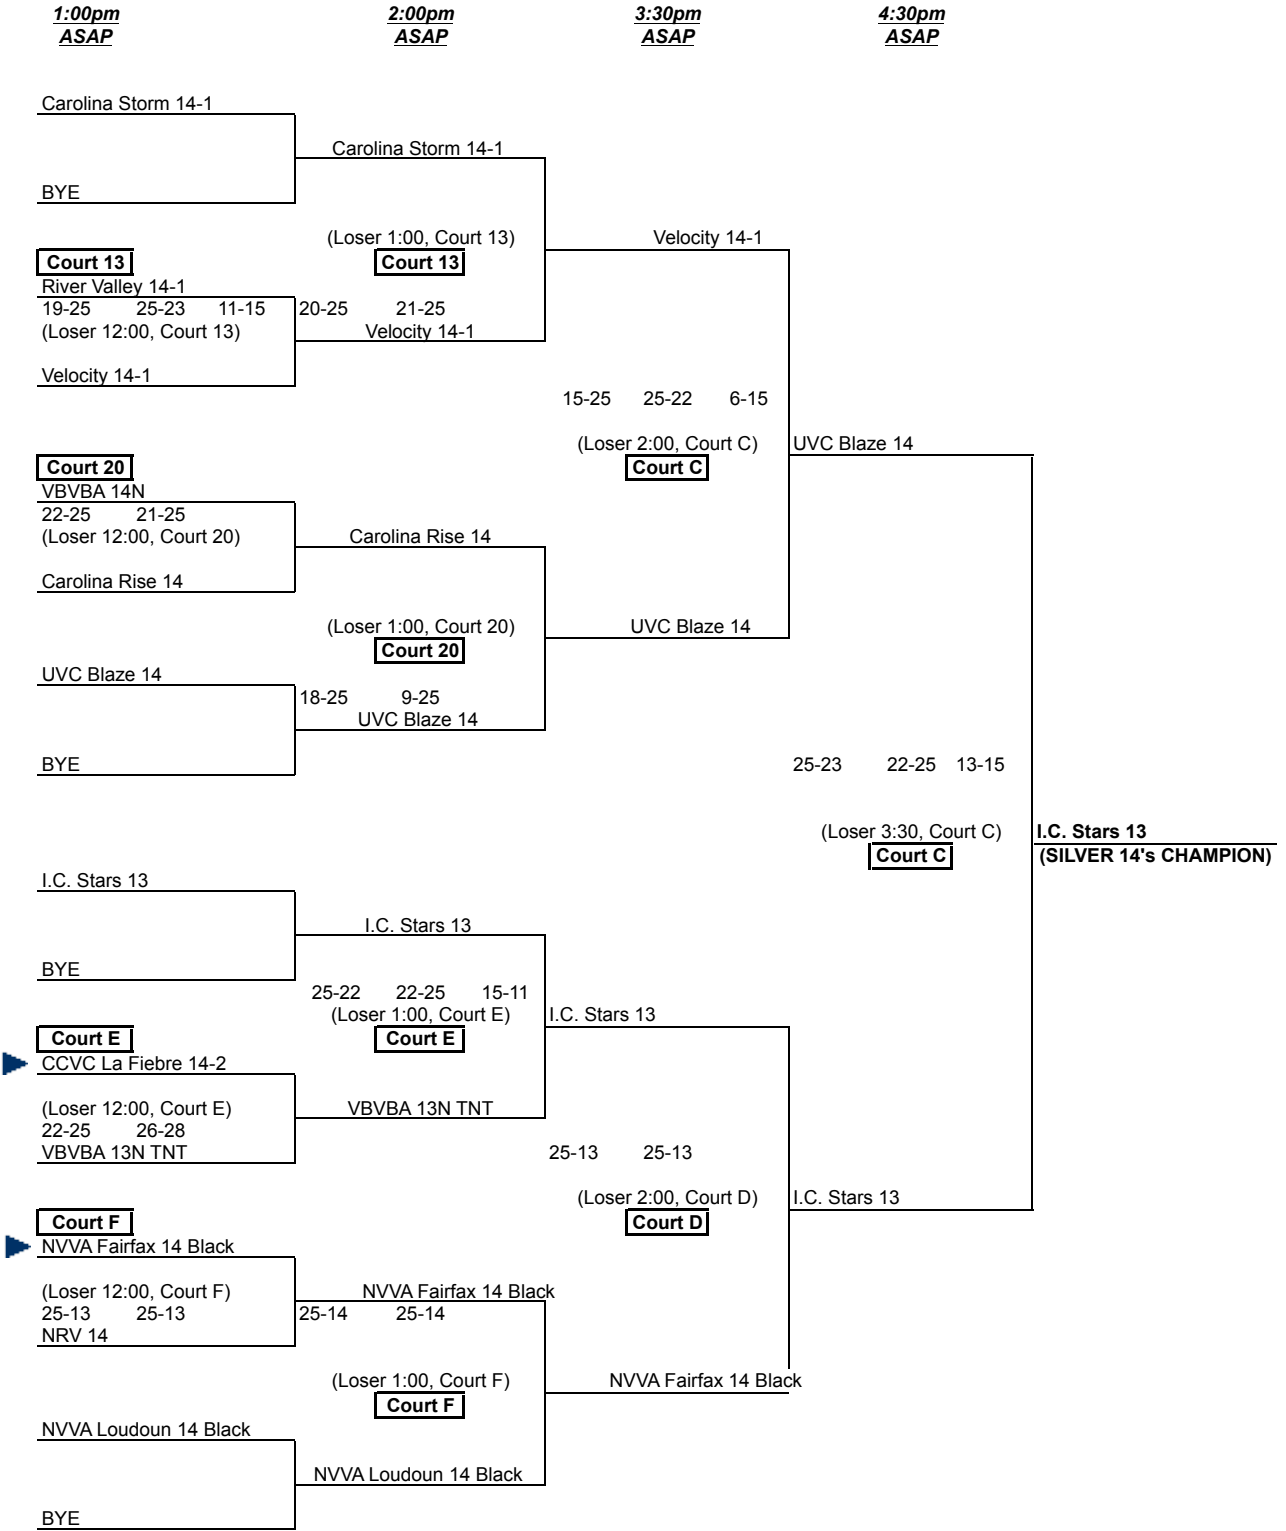 1:00pm 2:00pm 3:30pm 4:30pm
ASAP ASAP ASAP ASAP
Carolina Storm 14-1
Carolina Storm 14-1
BYE
(Loser 1:00, Court 13) Velocity 14-1
Court 13 Court 13
River Valley 14-1
19-25 25-23 11-15 20-25 21-25
(Loser 12:00, Court 13) Velocity 14-1
Velocity 14-1
15-25 25-22 6-15
(Loser 2:00, Court C) UVC Blaze 14
Court 20 Court C
VBVBA 14N
22-25 21-25
(Loser 12:00, Court 20) Carolina Rise 14
Carolina Rise 14
(Loser 1:00, Court 20) UVC Blaze 14
Court 20
UVC Blaze 14
18-25 9-25
UVC Blaze 14
BYE 25-23 22-25 13-15
(Loser 3:30, Court C) I.C. Stars 13
Court C (SILVER 14's CHAMPION)
I.C. Stars 13
I.C. Stars 13
BYE
25-22 22-25 15-11
(Loser 1:00, Court E) I.C. Stars 13
Court E Court E
CCVC La Fiebre 14-2
(Loser 12:00, Court E) VBVBA 13N TNT
22-25 26-28
VBVBA 13N TNT 25-13 25-13
(Loser 2:00, Court D) I.C. Stars 13
Court F Court D
NVVA Fairfax 14 Black
(Loser 12:00, Court F) NVVA Fairfax 14 Black
25-13 25-13 25-14 25-14
NRV 14
(Loser 1:00, Court F) NVVA Fairfax 14 Black
Court F
NVVA Loudoun 14 Black
NVVA Loudoun 14 Black
BYE